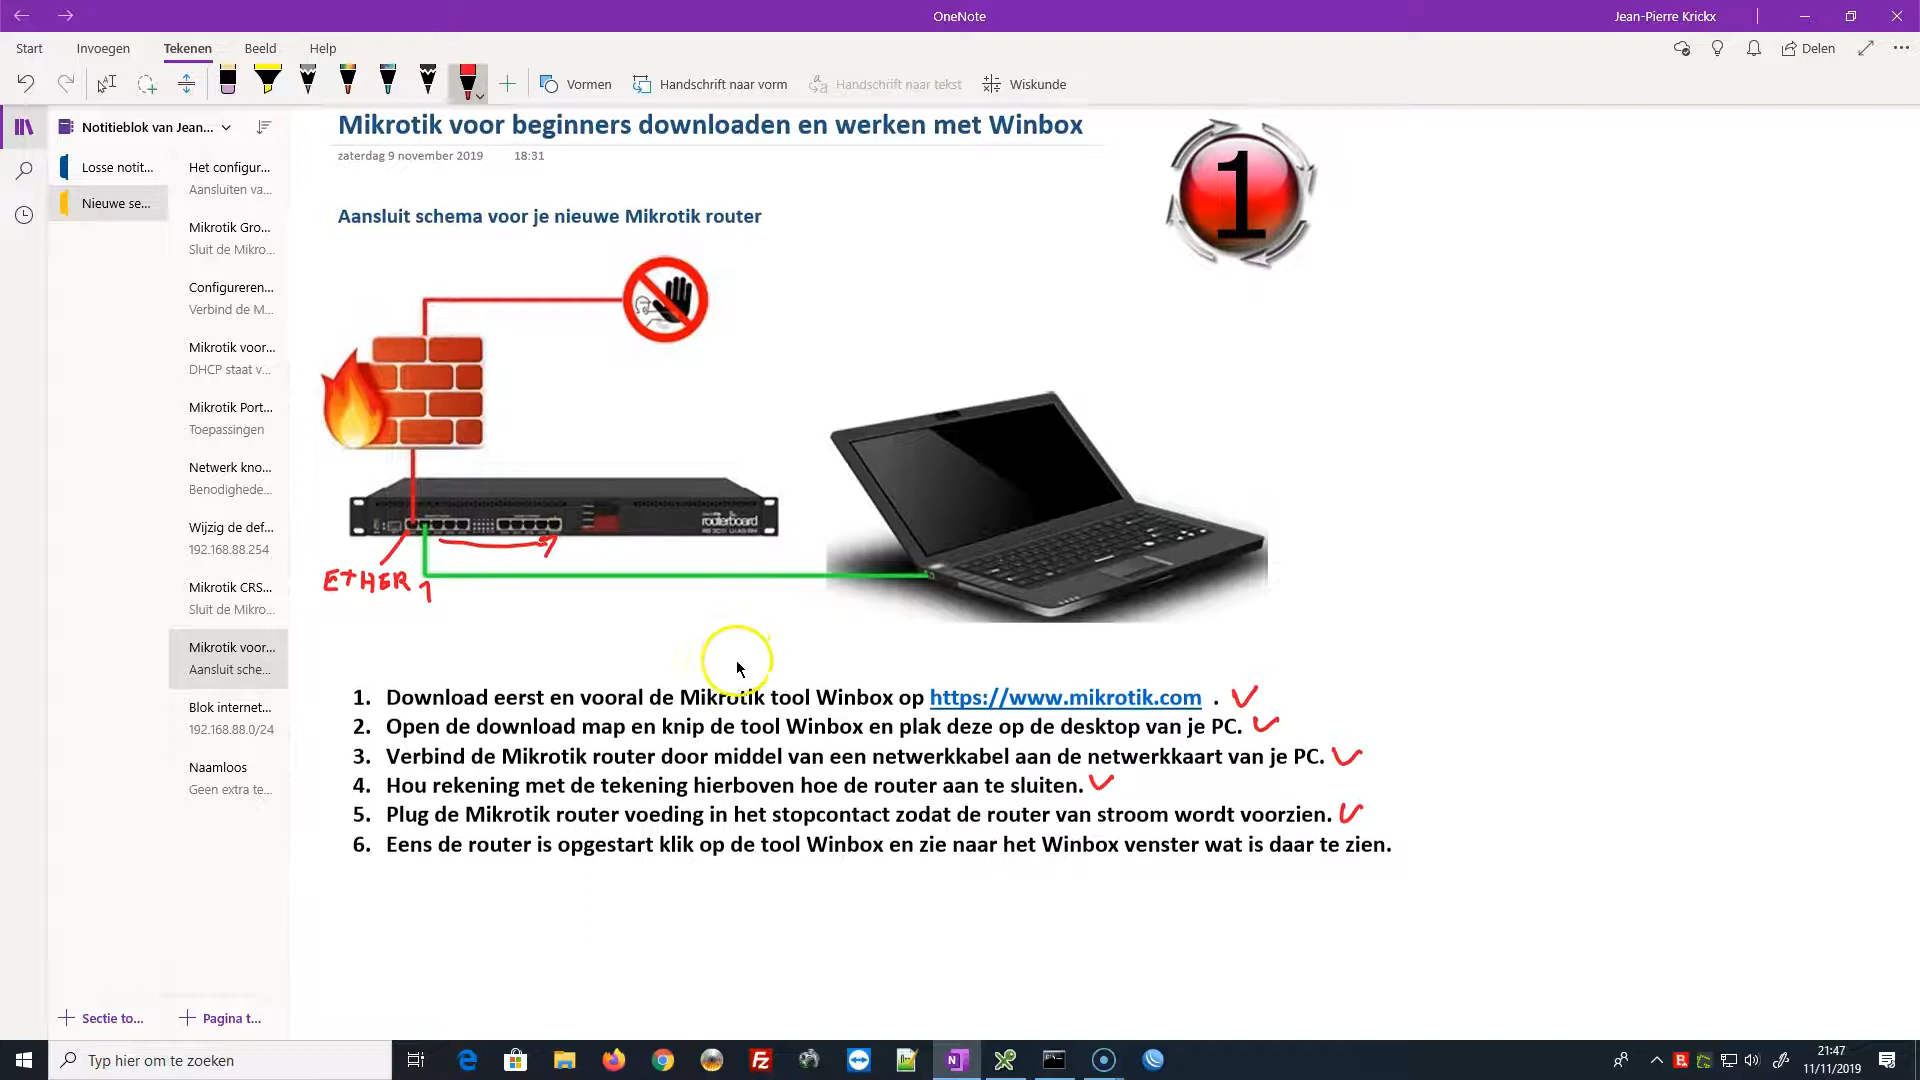 OneNote
Jean-Pierre Krickx
Start
Invoegen
Tekenen
Beeld
Help
Delen
Vormen
Handschrift naar vorm
Handschrift naar tekst
Wiskunde
Notitieblok van Jean...
Losse notit...
Nieuwe se...
Het configur...
Aansluiten va...
Mikrotik Gro...
Sluit de Mikro...
Configureren...
Verbind de M...
Mikrotik voor...
DHCP staat v...
Mikrotik Port...
Toepassingen
Netwerk kno...
Benodighede...
Wijzig de def...
192.168.88.254
Mikrotik CRS...
Sluit de Mikro...
Mikrotik voor...
Aansluit sche...
Blok internet...
192.168.88.0/24
Naamloos
Geen extra te...
Sectie to...
Pagina t...
Mikrotik voor beginners downloaden en werken met Winbox
zaterdag 9 november 2019 18:31
1
Aansluit schema voor je nieuwe Mikrotik router
routerboard
ETHER 1
1. Download eerst en vooral de Mikrotik tool Winbox op https://www.mikrotik.com .
2. Open de download map en knip de tool Winbox en plak deze op de desktop van je PC.
3. Verbind de Mikrotik router door middel van een netwerkkabel aan de netwerkkaart van je PC.
4. Hou rekening met de tekening hierboven hoe de router aan te sluiten.
5. Plug de Mikrotik router voeding in het stopcontact zodat de router van stroom wordt voorzien.
6. Eens de router is opgestart klik op de tool Winbox en zie naar het Winbox venster wat is daar te zien.
Typ hier om te zoeken
21:47
11/11/2019